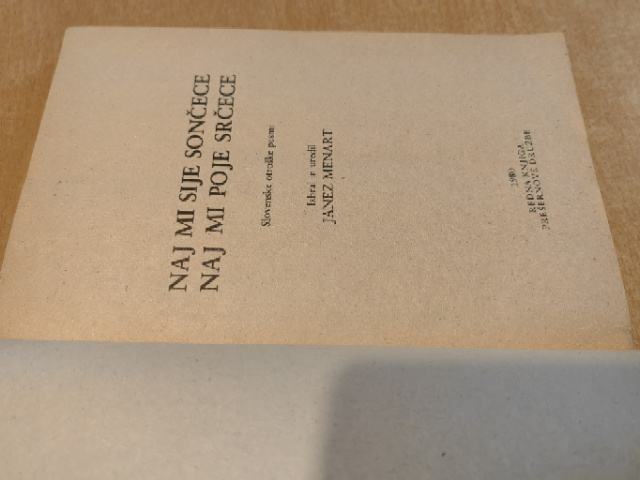 NAJ MI SIJE SONČECE
NAJ MI POJE SRČECE
Slovenske otroške pesmi
Izbral in uredil
JANEZ MENART
1980
REDNA KNJIGA
PREŠERNOVE DRUŽBE